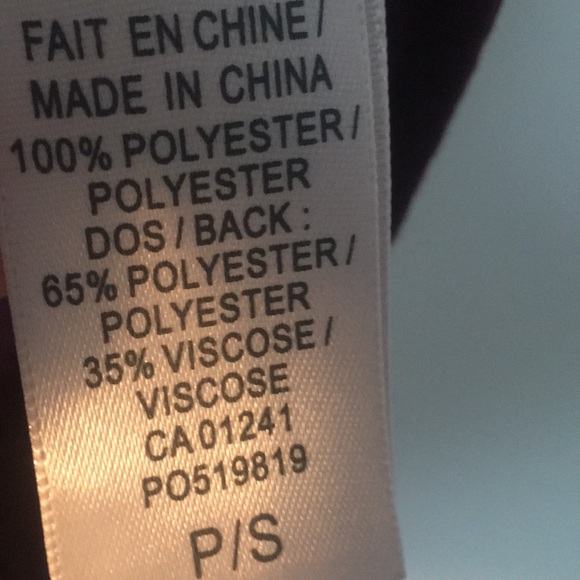 FAIT EN CHINE /
MADE IN CHINA
100% POLYESTER /
POLYESTER
DOS / BACK :
65% POLYESTER /
POLYESTER
35% VISCOSE /
VISCOSE
CA 01241
PO519819
P/S